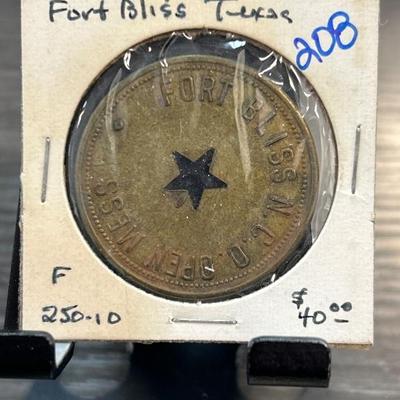 Fort Bliss Texas
208
FORT BLISS N.C.O. OPEN MESS
F
250-10
$40.00